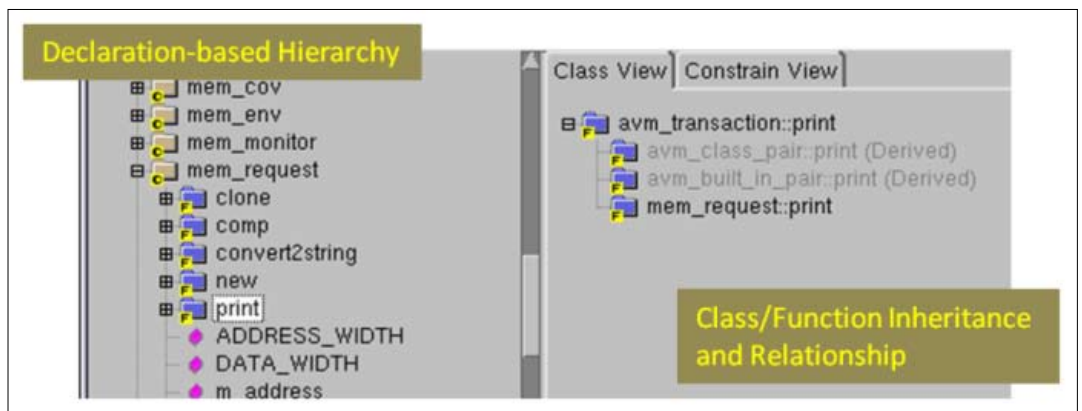 Declaration-based Hierarchy
mem_cov
mem_env
mem_monitor
mem_request
clone
comp
convert2string
new
print
ADDRESS_WIDTH
DATA_WIDTH
m_address
Class View
Constrain View
avm_transaction::print
avm_class_pair::print (Derived)
avm_built_in_pair::print (Derived)
mem_request::print
Class/Function Inheritance
and Relationship